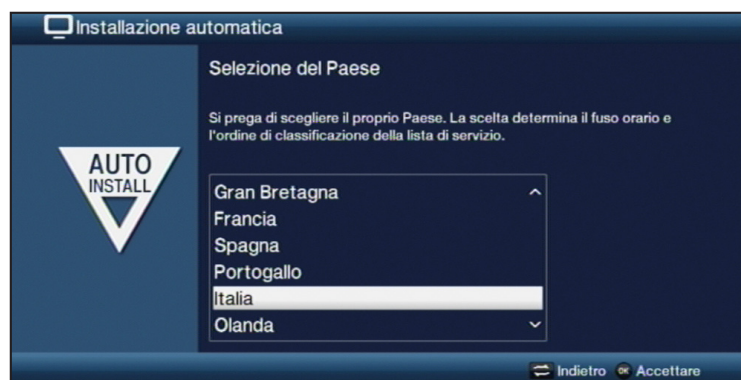 Installazione automatica
Selezione del Paese
Si prega di scegliere il proprio Paese. La scelta determina il fuso orario e
l'ordine di classificazione della lista di servizio.
AUTO
INSTALL
Gran Bretagna
Francia
Spagna
Portogallo
Italia
Olanda
Indietro OK Accettare